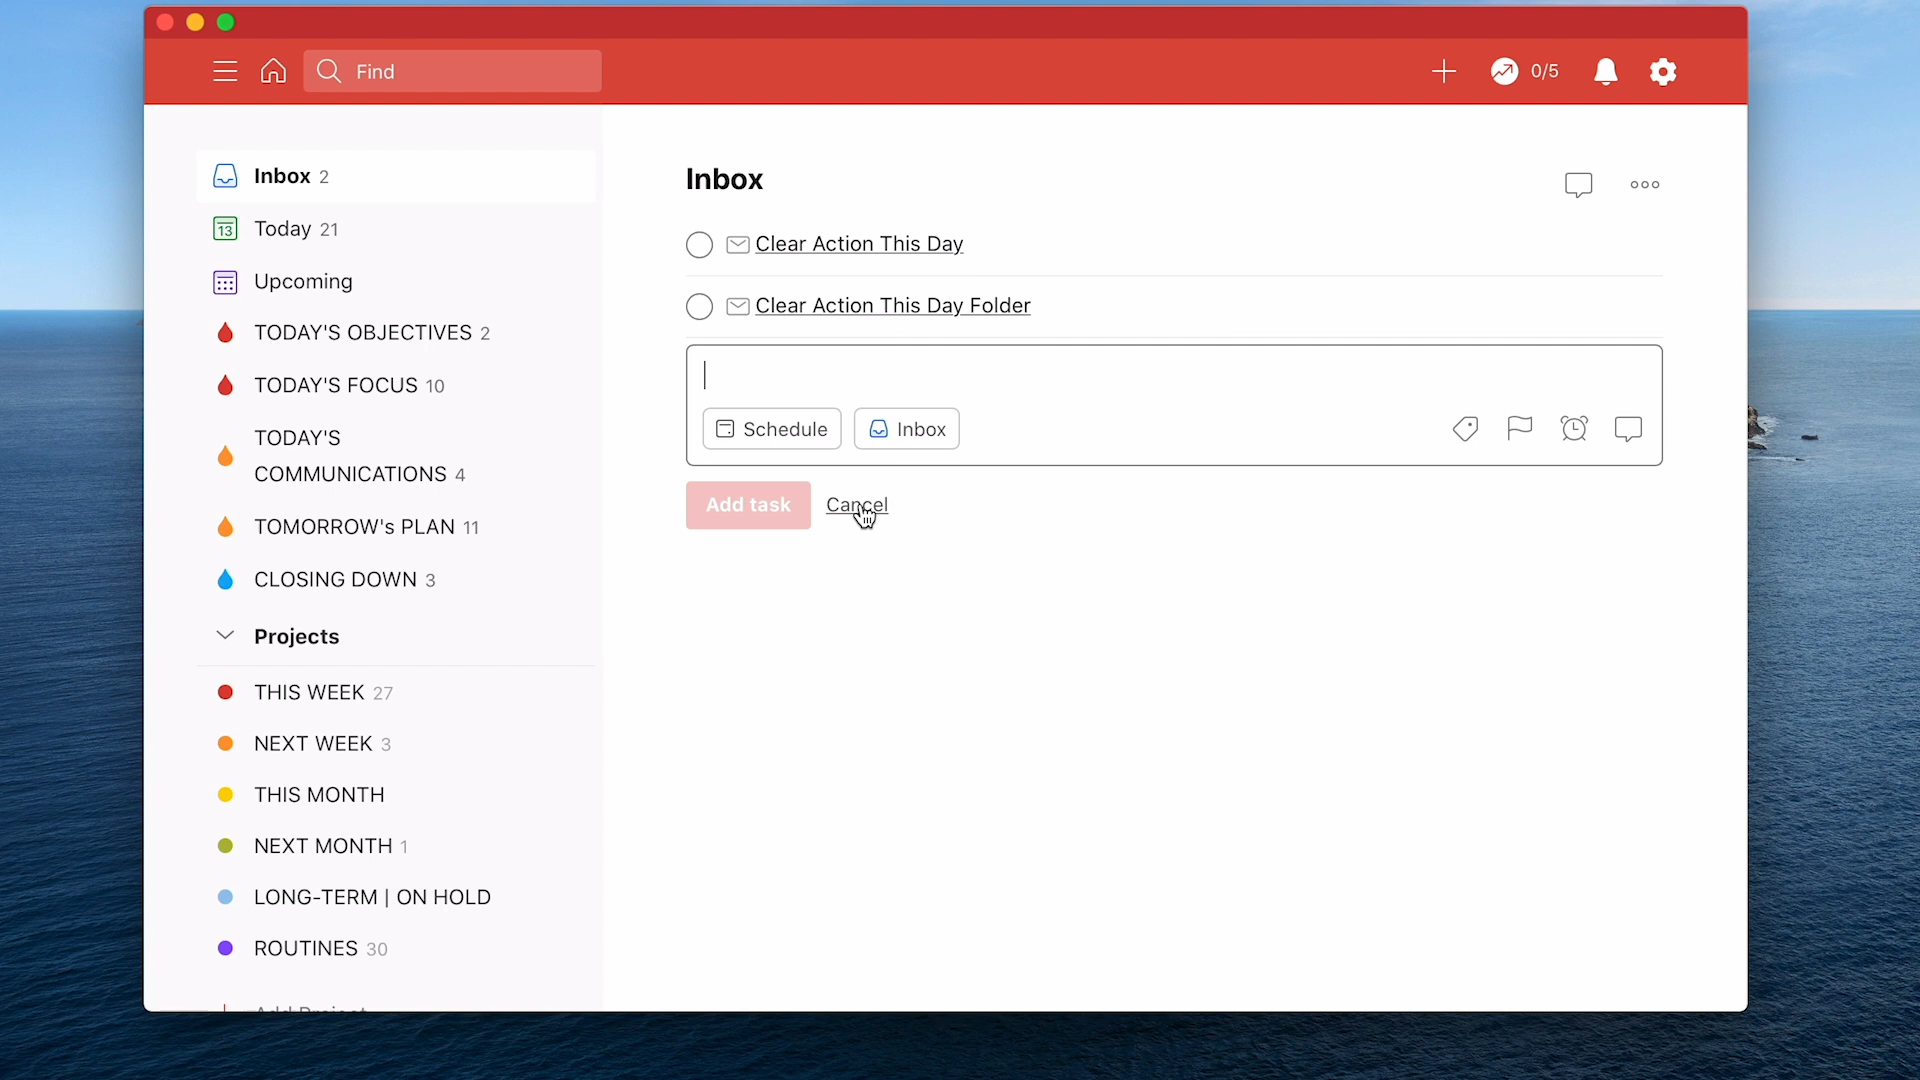 Find
0/5
Inbox 2
13 Today 21
Upcoming
TODAY'S OBJECTIVES 2
TODAY'S FOCUS 10
TODAY'S
COMMUNICATIONS 4
TOMORROW's PLAN 11
CLOSING DOWN 3
Projects
THIS WEEK 27
NEXT WEEK 3
THIS MONTH
NEXT MONTH 1
LONG-TERM | ON HOLD
ROUTINES 30
Add Project
Inbox
Clear Action This Day
Clear Action This Day Folder
Schedule Inbox
Add task Cancel